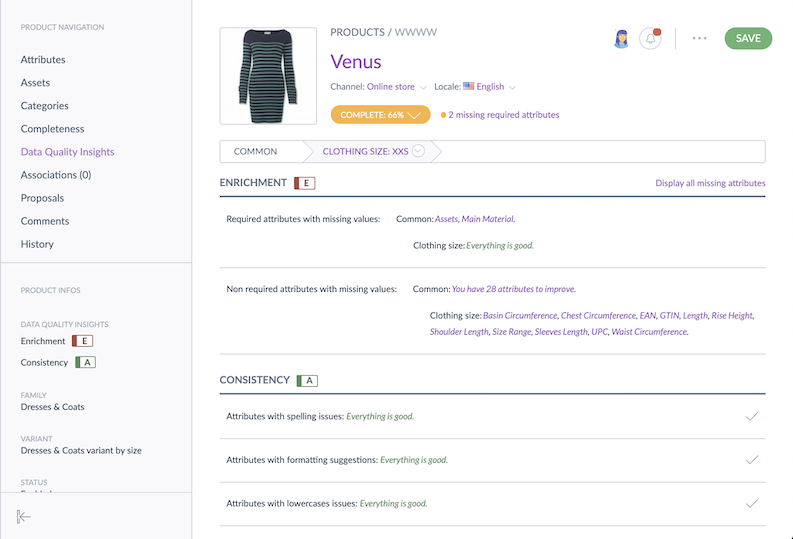 PRODUCT NAVIGATION
Attributes
Assets
Categories
Completeness
Data Quality Insights
Associations (0)
Proposals
Comments
History
PRODUCT INFOS
DATA QUALITY INSIGHTS
Enrichment E
Consistency A
FAMILY
Dresses & Coats
VARIANT
Dresses & Coats variant by size
STATUS
PRODUCTS / WWWW
Venus
Channel: Online store Locale: English
COMPLETE: 66% 2 missing required attributes
SAVE
COMMON CLOTHING SIZE: XXS
ENRICHMENT E Display all missing attributes
Required attributes with missing values: Common: Assets, Main Material.
Clothing size: Everything is good.
Non required attributes with missing values: Common: You have 28 attributes to improve.
Clothing size: Basin Circumference, Chest Circumference, EAN, GTIN, Length, Rise Height,
Shoulder Length, Size Range, Sleeves Length, UPC, Waist Circumference.
CONSISTENCY A
Attributes with spelling issues: Everything is good.
Attributes with formatting suggestions: Everything is good.
Attributes with lowercases issues: Everything is good.